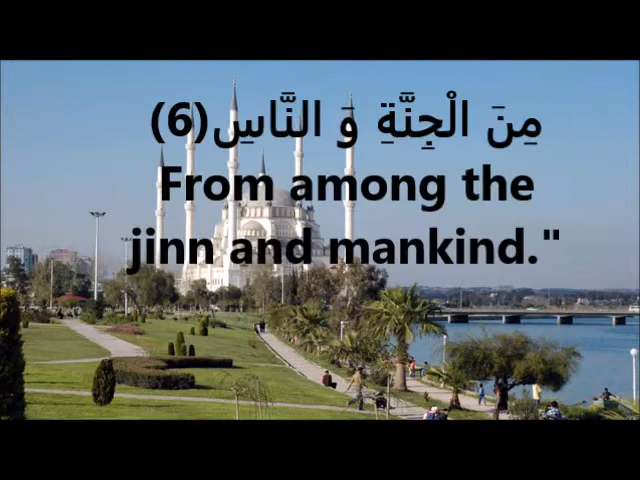 مِنَ الْجِنَّةِ وَ النَّاسِ(6)
From among the
jinn and mankind."